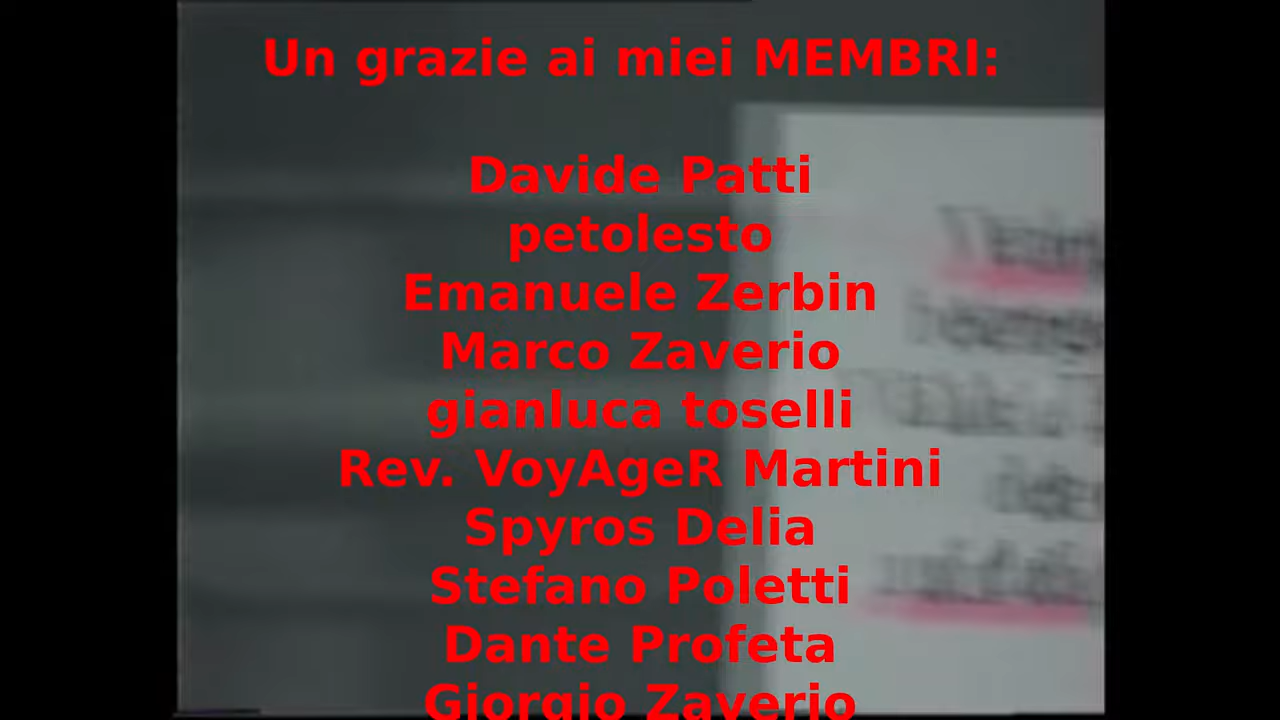 Un grazie ai miei MEMBRI:
Davide Patti
petolesto
Emanuele Zerbin
Marco Zaverio
gianluca toselli
Rev. VoyAgeR Martini
Spyros Delia
Stefano Poletti
Dante Profeta
Giorgio Zaverio